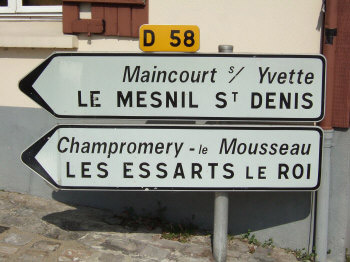 D 58
Maincourt s/ Yvette
LE MESNIL ST DENIS
Champromery - le Mousseau
LES ESSARTS LE ROI